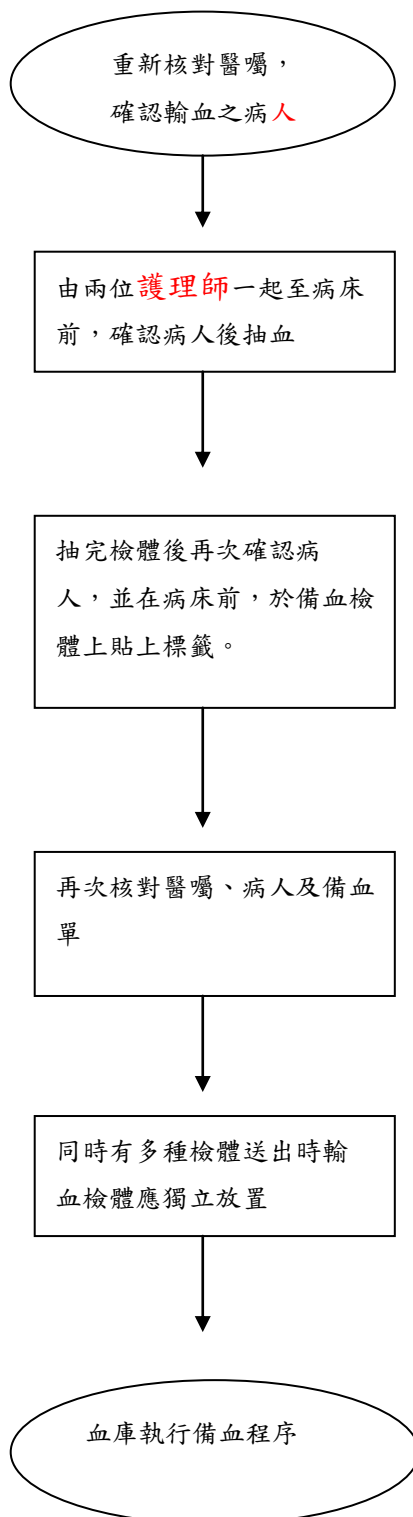 重新核對醫囑，
確認輸血之病人
由兩位護理師一起至病床
前，確認病人後抽血
抽完檢體後再次確認病
人，並在病床前，於備血檢
體上貼上標籤。
再次核對醫囑、病人及備血
單
同時有多種檢體送出時輸
血檢體應獨立放置
血庫執行備血程序